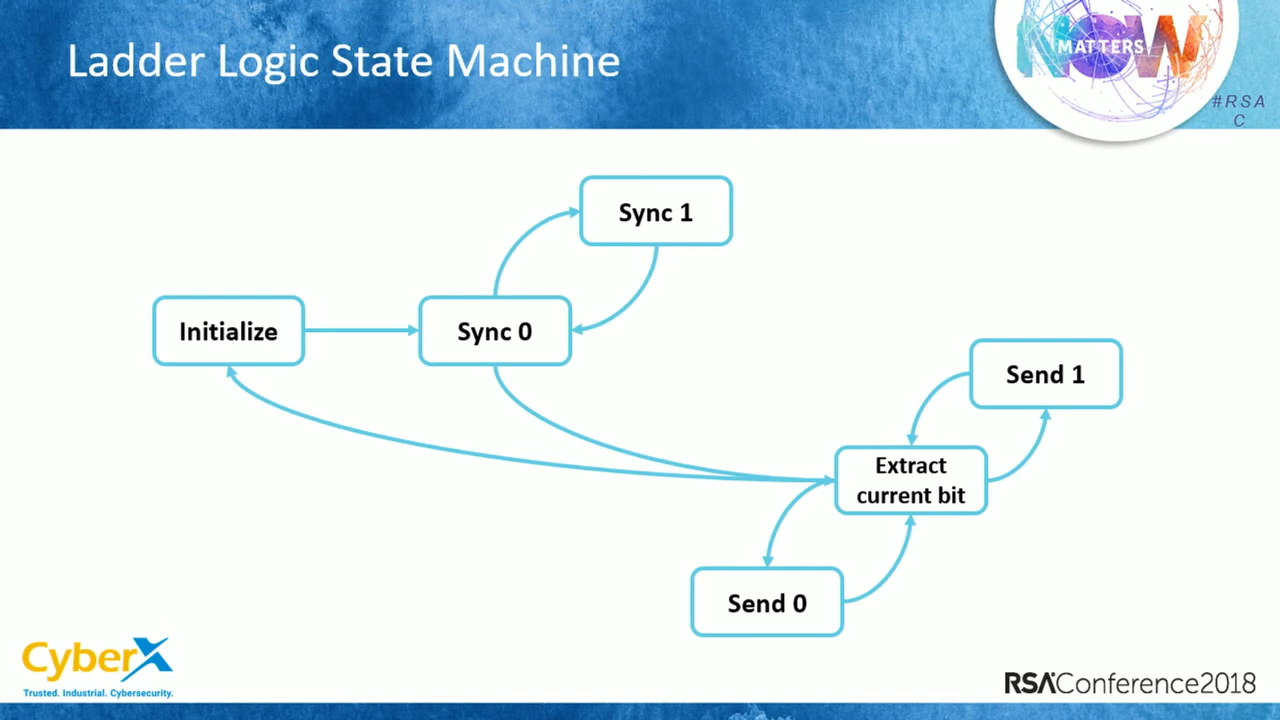 Ladder Logic State Machine
NOW
MATTERS
#RSA
C
Sync 1
Initialize
Sync 0
Send 1
Extract
current bit
Send 0
CyberX
Trusted. Industrial. Cybersecurity.
RSAConference2018